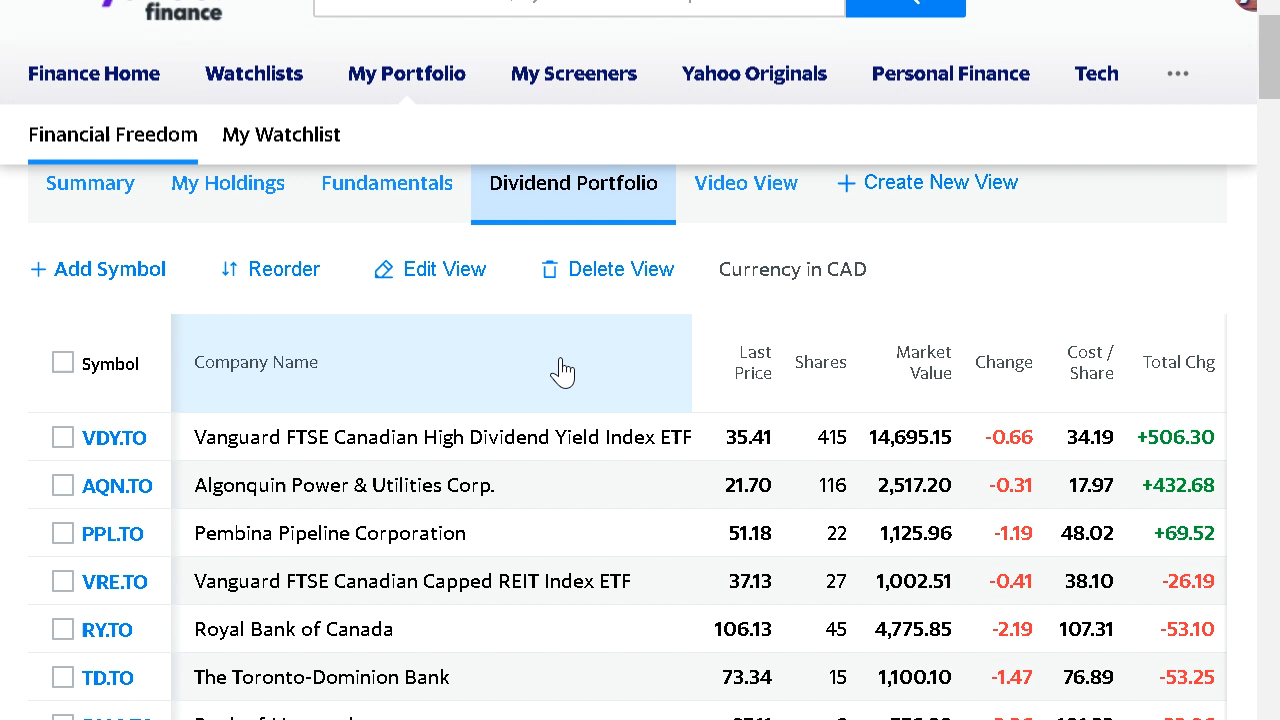 finance
Finance Home Watchlists My Portfolio My Screeners Yahoo Originals Personal Finance Tech ...
Financial Freedom My Watchlist
Summary My Holdings Fundamentals Dividend Portfolio Video View + Create New View
+ Add Symbol Reorder Edit View Delete View Currency in CAD
Symbol Company Name Last Price Shares Market Value Change Cost / Share Total Chg
VDY.TO Vanguard FTSE Canadian High Dividend Yield Index ETF 35.41 415 14,695.15 -0.66 34.19 +506.30
AQN.TO Algonquin Power & Utilities Corp. 21.70 116 2,517.20 -0.31 17.97 +432.68
PPL.TO Pembina Pipeline Corporation 51.18 22 1,125.96 -1.19 48.02 +69.52
VRE.TO Vanguard FTSE Canadian Capped REIT Index ETF 37.13 27 1,002.51 -0.41 38.10 -26.19
RY.TO Royal Bank of Canada 106.13 45 4,775.85 -2.19 107.31 -53.10
TD.TO The Toronto-Dominion Bank 73.34 15 1,100.10 -1.47 76.89 -53.25